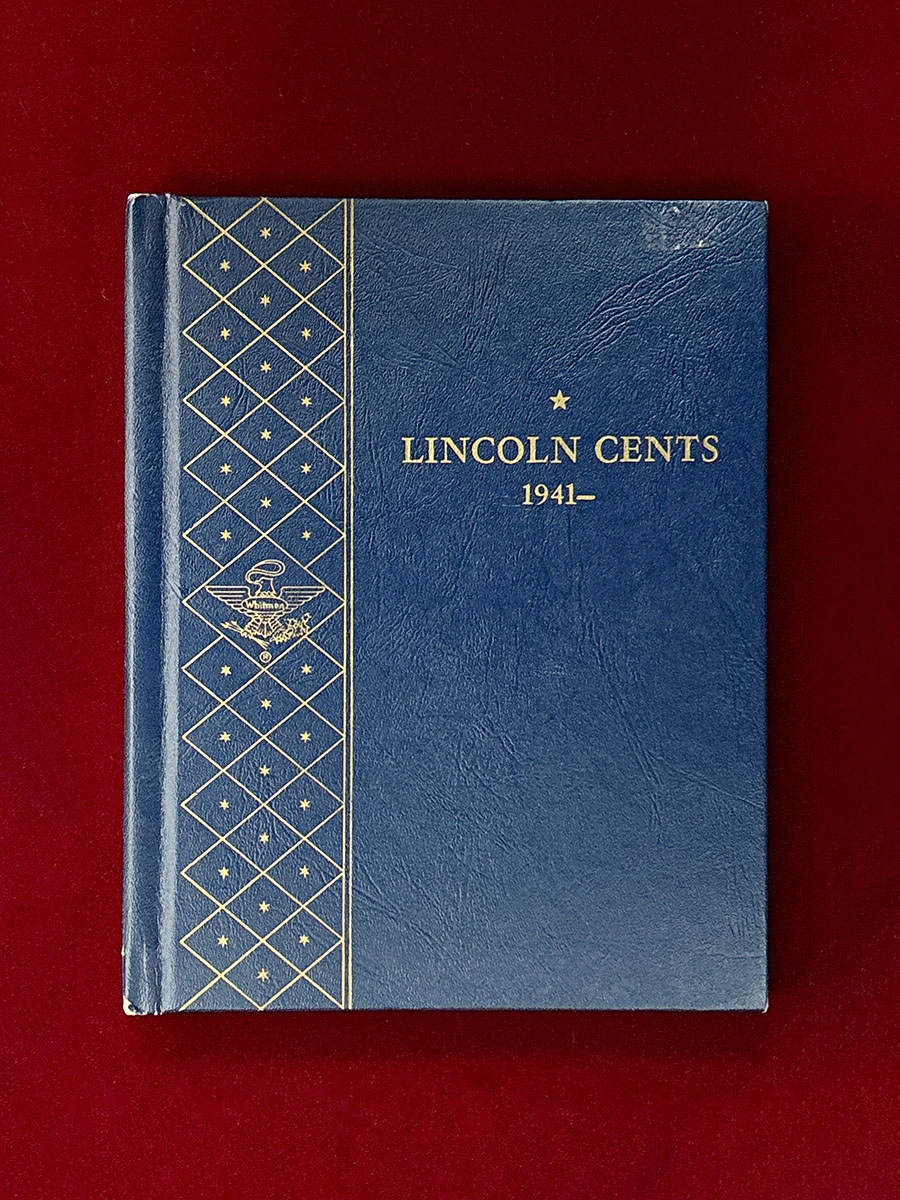 LINCOLN CENTS
1941–
Whitman
®